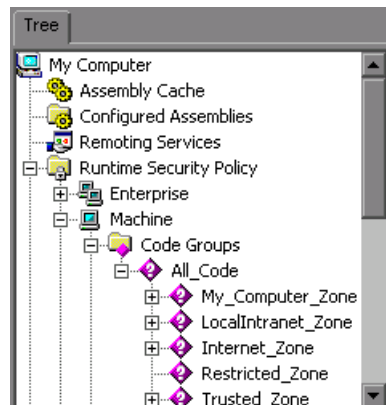 Tree
My Computer
Assembly Cache
Configured Assemblies
Remoting Services
Runtime Security Policy
Enterprise
Machine
Code Groups
All_Code
My_Computer_Zone
LocalIntranet_Zone
Internet_Zone
Restricted_Zone
Trusted_Zone